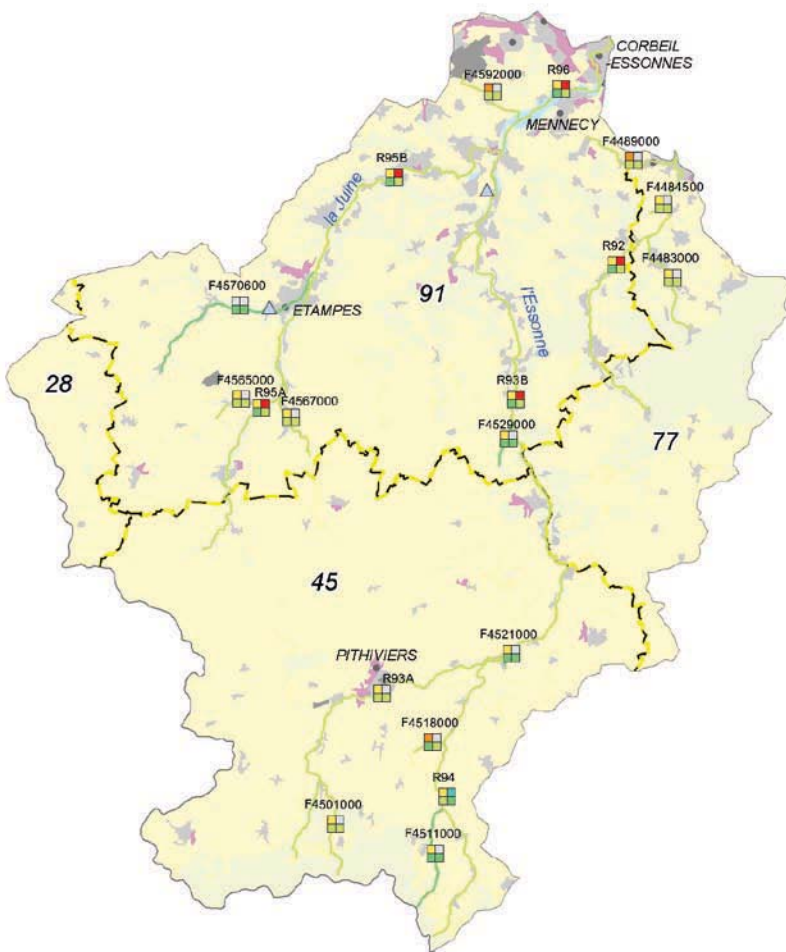 CORBEIL
-ESSONNES
F4592000
R96
MENNECY
F4489000
R95B
F4484500
la Juine
R92
F4483000
F4570600
91
ETAMPES
l'Essonne
28
F4565000
R95A
F4567000
R93B
F4529000
77
45
F4521000
PITHIVIERS
R93A
F4518000
R94
F4501000
F4511000